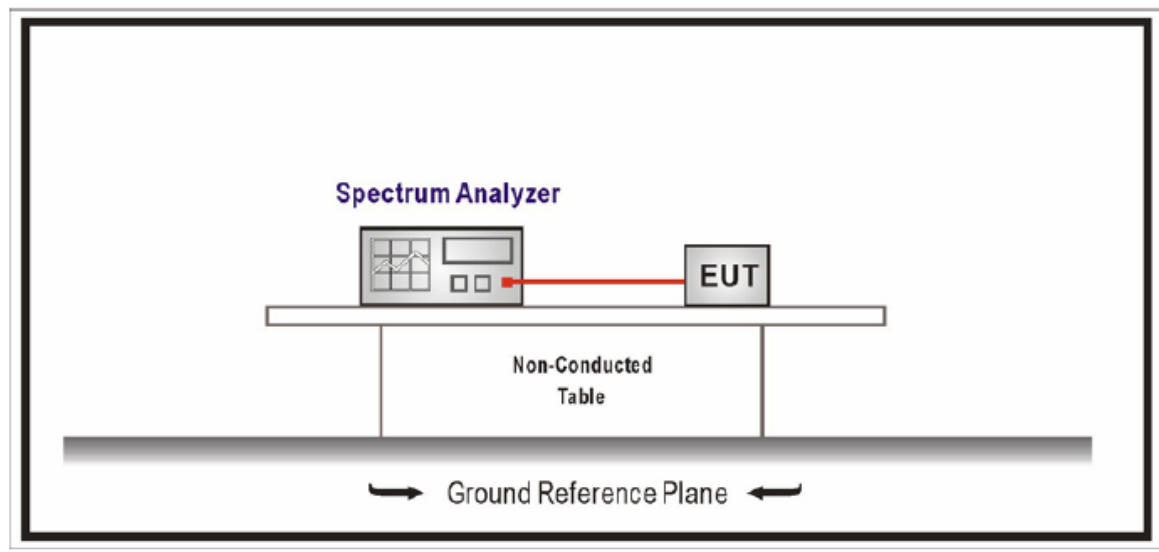 Spectrum Analyzer
EUT
Non-Conducted
Table
Ground Reference Plane